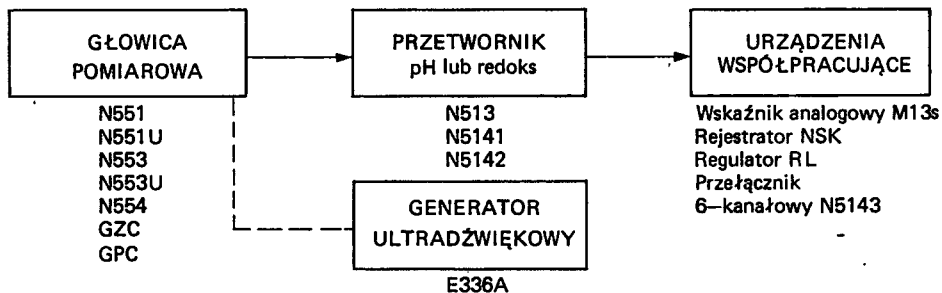 GŁOWICA
POMIAROWA
N551
N551U
N553
N553U
N554
GZC
GPC
PRZETWORNIK
pH lub redoks
N513
N5141
N5142
GENERATOR
ULTRADŹWIĘKOWY
E336A
URZĄDZENIA
WSPÓŁPRACUJĄCE
Wskaźnik analogowy M13s
Rejestrator NSK
Regulator RL
Przełącznik
6-kanałowy N5143